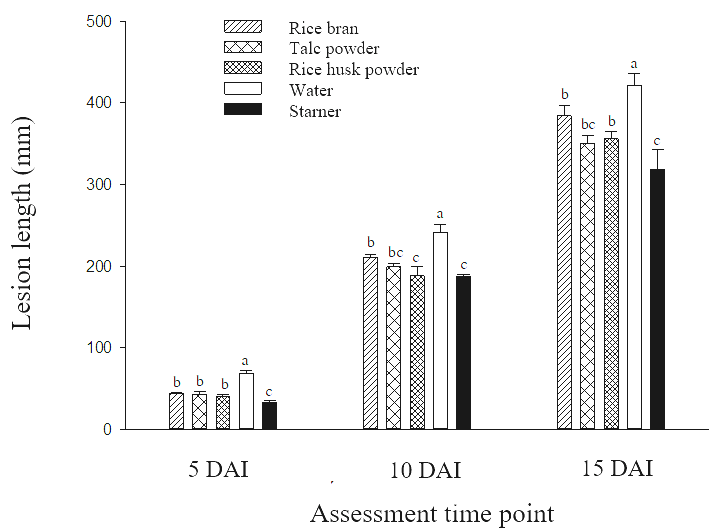 500
400
300
200
100
0
Lesion length (mm)
Rice bran
Talc powder
Rice husk powder
Water
Starner
b b b a c
b bc c a c
b bc b a c
5 DAI 10 DAI 15 DAI
Assessment time point